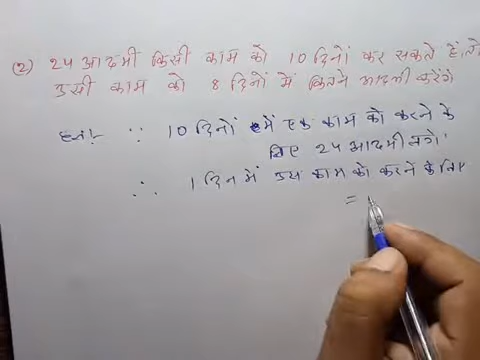 (2) 24 आदमी किसी काम को 10 दिनों कर सकते हैं, तो
उसी काम को 8 दिनों में कितने आदमी करेंगे
हल:- ∵ 10 दिनों में एक काम को करने के
लिए 24 आदमी लगे।
∴ 1 दिन में उस काम को करने के लिए
=